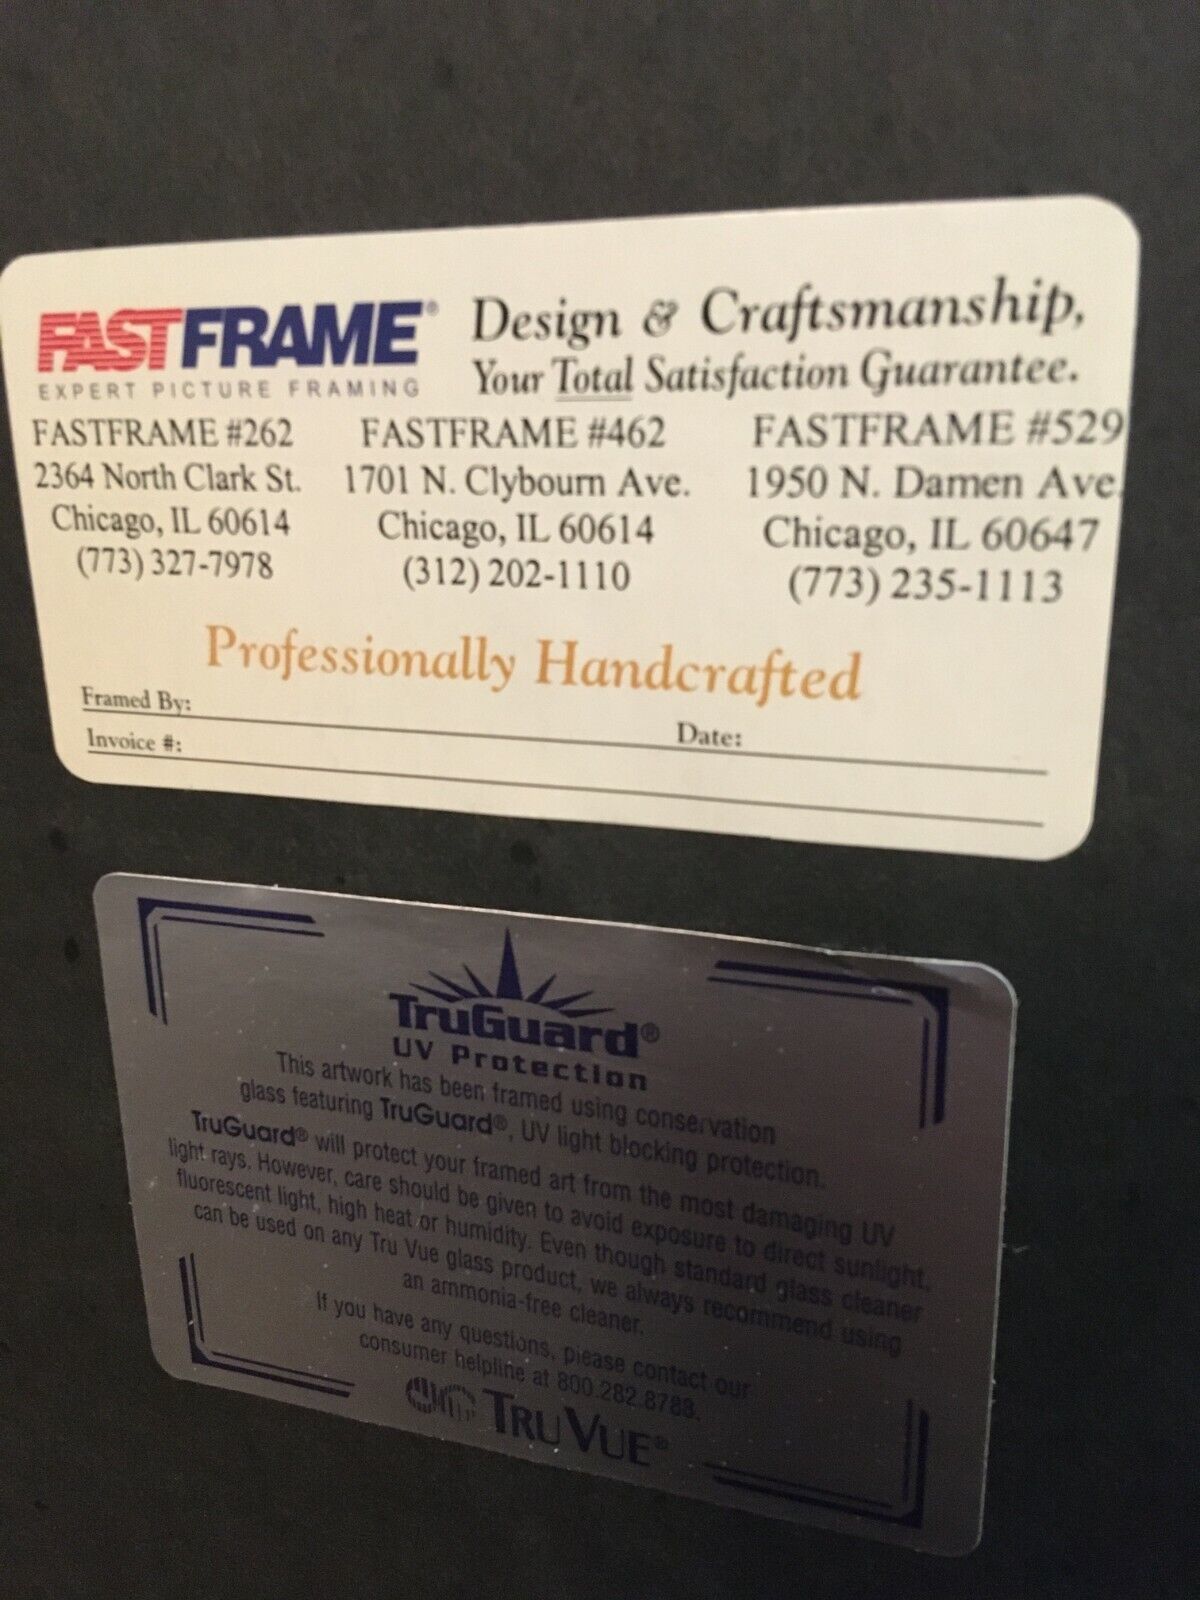 FASTFRAME®
EXPERT PICTURE FRAMING
Design & Craftsmanship,
Your Total Satisfaction Guarantee.
FASTFRAME #262
2364 North Clark St.
Chicago, IL 60614
(773) 327-7978
FASTFRAME #462
1701 N. Clybourn Ave.
Chicago, IL 60614
(312) 202-1110
FASTFRAME #529
1950 N. Damen Ave.
Chicago, IL 60647
(773) 235-1113
Professionally Handcrafted
Framed By:
Invoice #:
Date:
TruGuard®
UV Protection
This artwork has been framed using conservation
glass featuring TruGuard®, UV light blocking protection.
TruGuard® will protect your framed art from the most damaging UV
light rays. However, care should be given to avoid exposure to direct sunlight,
fluorescent light, high heat or humidity. Even though standard glass cleaner
can be used on any Tru Vue glass product, we always recommend using
an ammonia-free cleaner.
If you have any questions, please contact our
consumer helpline at 800.282.8788.
TRU VUE®